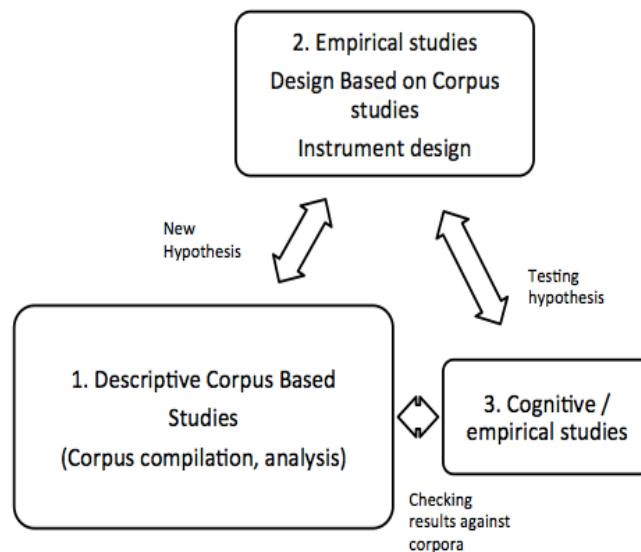 2. Empirical studies
Design Based on Corpus
studies
Instrument design
New
Hypothesis
Testing
hypothesis
1. Descriptive Corpus Based
Studies
(Corpus compilation, analysis)
3. Cognitive /
empirical studies
Checking
results against
corpora